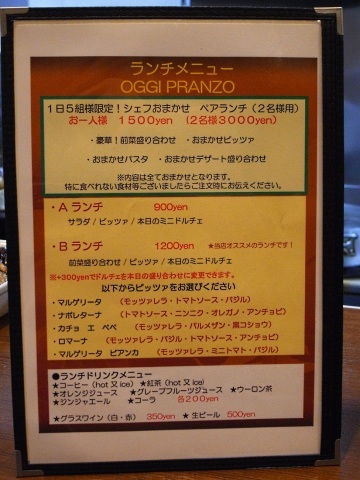 ランチメニュー
OGGI PRANZO
1日5組様限定！シェフおまかせ ペアランチ（2名様用）
お一人様 1500yen （2名様3000yen）
・豪華！前菜盛り合わせ ・おまかせピッツァ
・おまかせパスタ ・おまかせデザート盛り合わせ
※内容は全ておまかせとなります。
特に食べれない食材等ございましたらご注文時にお伝えください。
・A ランチ 900yen
サラダ / ピッツァ / 本日のミニドルチェ
・B ランチ 1200yen ★当店オススメのランチです！
前菜盛り合わせ / ピッツァ / 本日のミニドルチェ
※+300yenでドルチェを本日の盛り合わせに変更できます。
以下からピッツァをお選びください
・マルゲリータ （モッツァレラ・トマトソース・バジル）
・ナポレターナ （トマトソース・ニンニク・オレガノ・アンチョビ）
・カチョ エ ペペ （モッツァレラ・パルメザン・黒コショウ）
・ロマーナ （モッツァレラ・バジル・トマトソース・アンチョビ）
・マルゲリータ ビアンカ （モッツァレラ・ミニトマト・バジル）
●ランチドリンクメニュー
★コーヒー（hot 又 ice） ★紅茶（hot 又 ice）
★オレンジジュース ★グレープフルーツジュース ★ウーロン茶
★ジンジャエール ★コーラ 各200yen
★グラスワイン（白・赤） 350yen ★生ビール 500yen